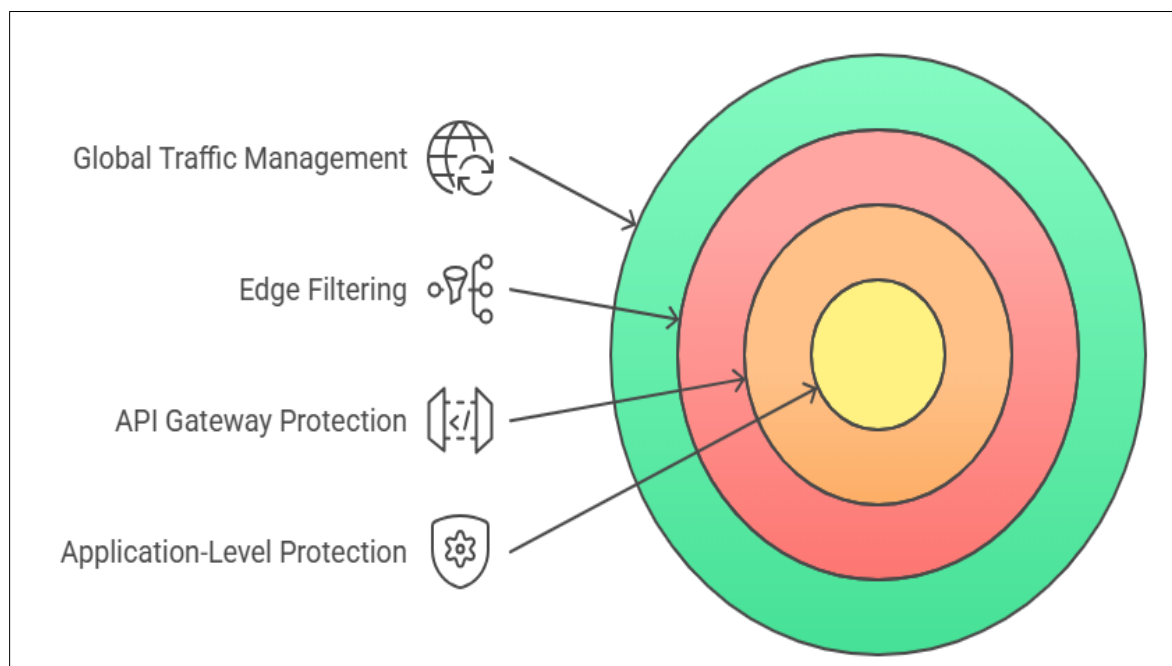 Global Traffic Management
Edge Filtering
API Gateway Protection
</>
Application-Level Protection